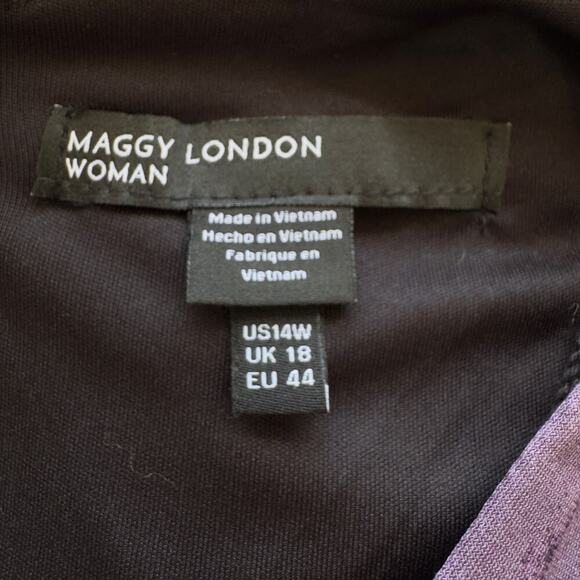 MAGGY LONDON
WOMAN
Made in Vietnam
Hecho en Vietnam
Fabrique en
Vietnam
US14W
UK 18
EU 44